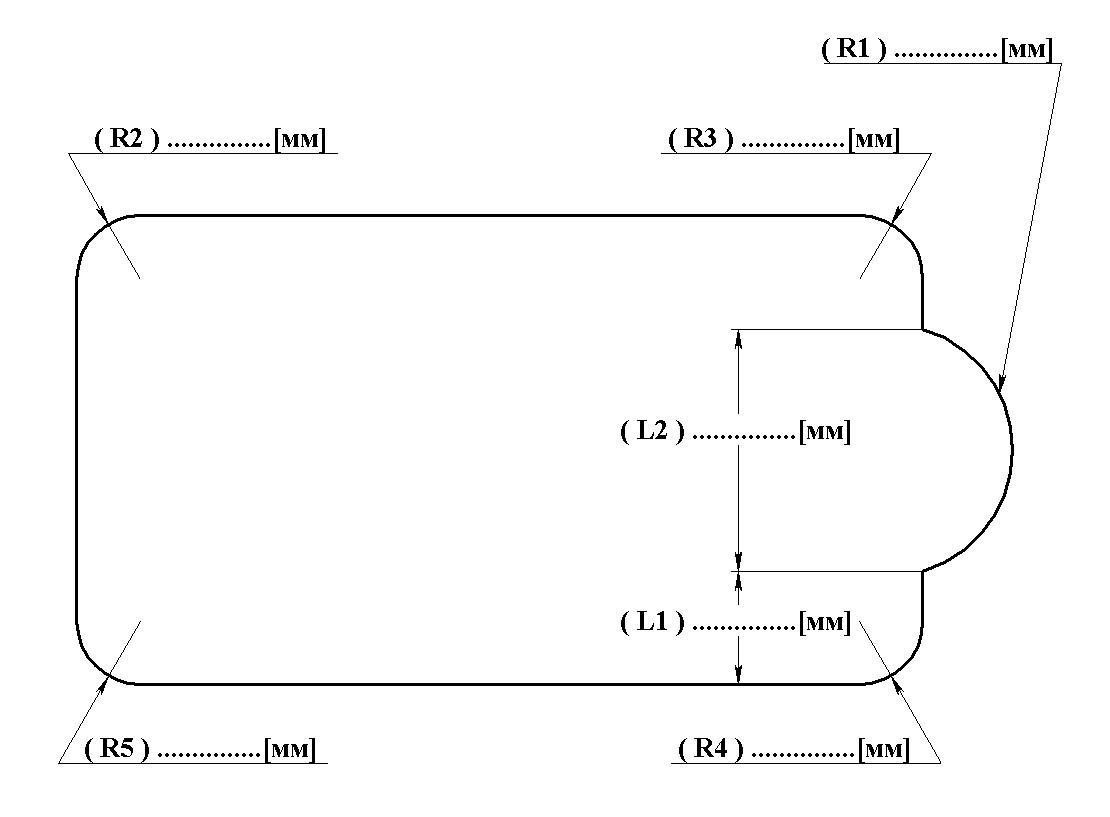 ( R1 ) ...............[мм]
( R2 ) ...............[мм]
( R3 ) ...............[мм]
( L2 ) ...............[мм]
( L1 ) ...............[мм]
( R5 ) ...............[мм]
( R4 ) ...............[мм]